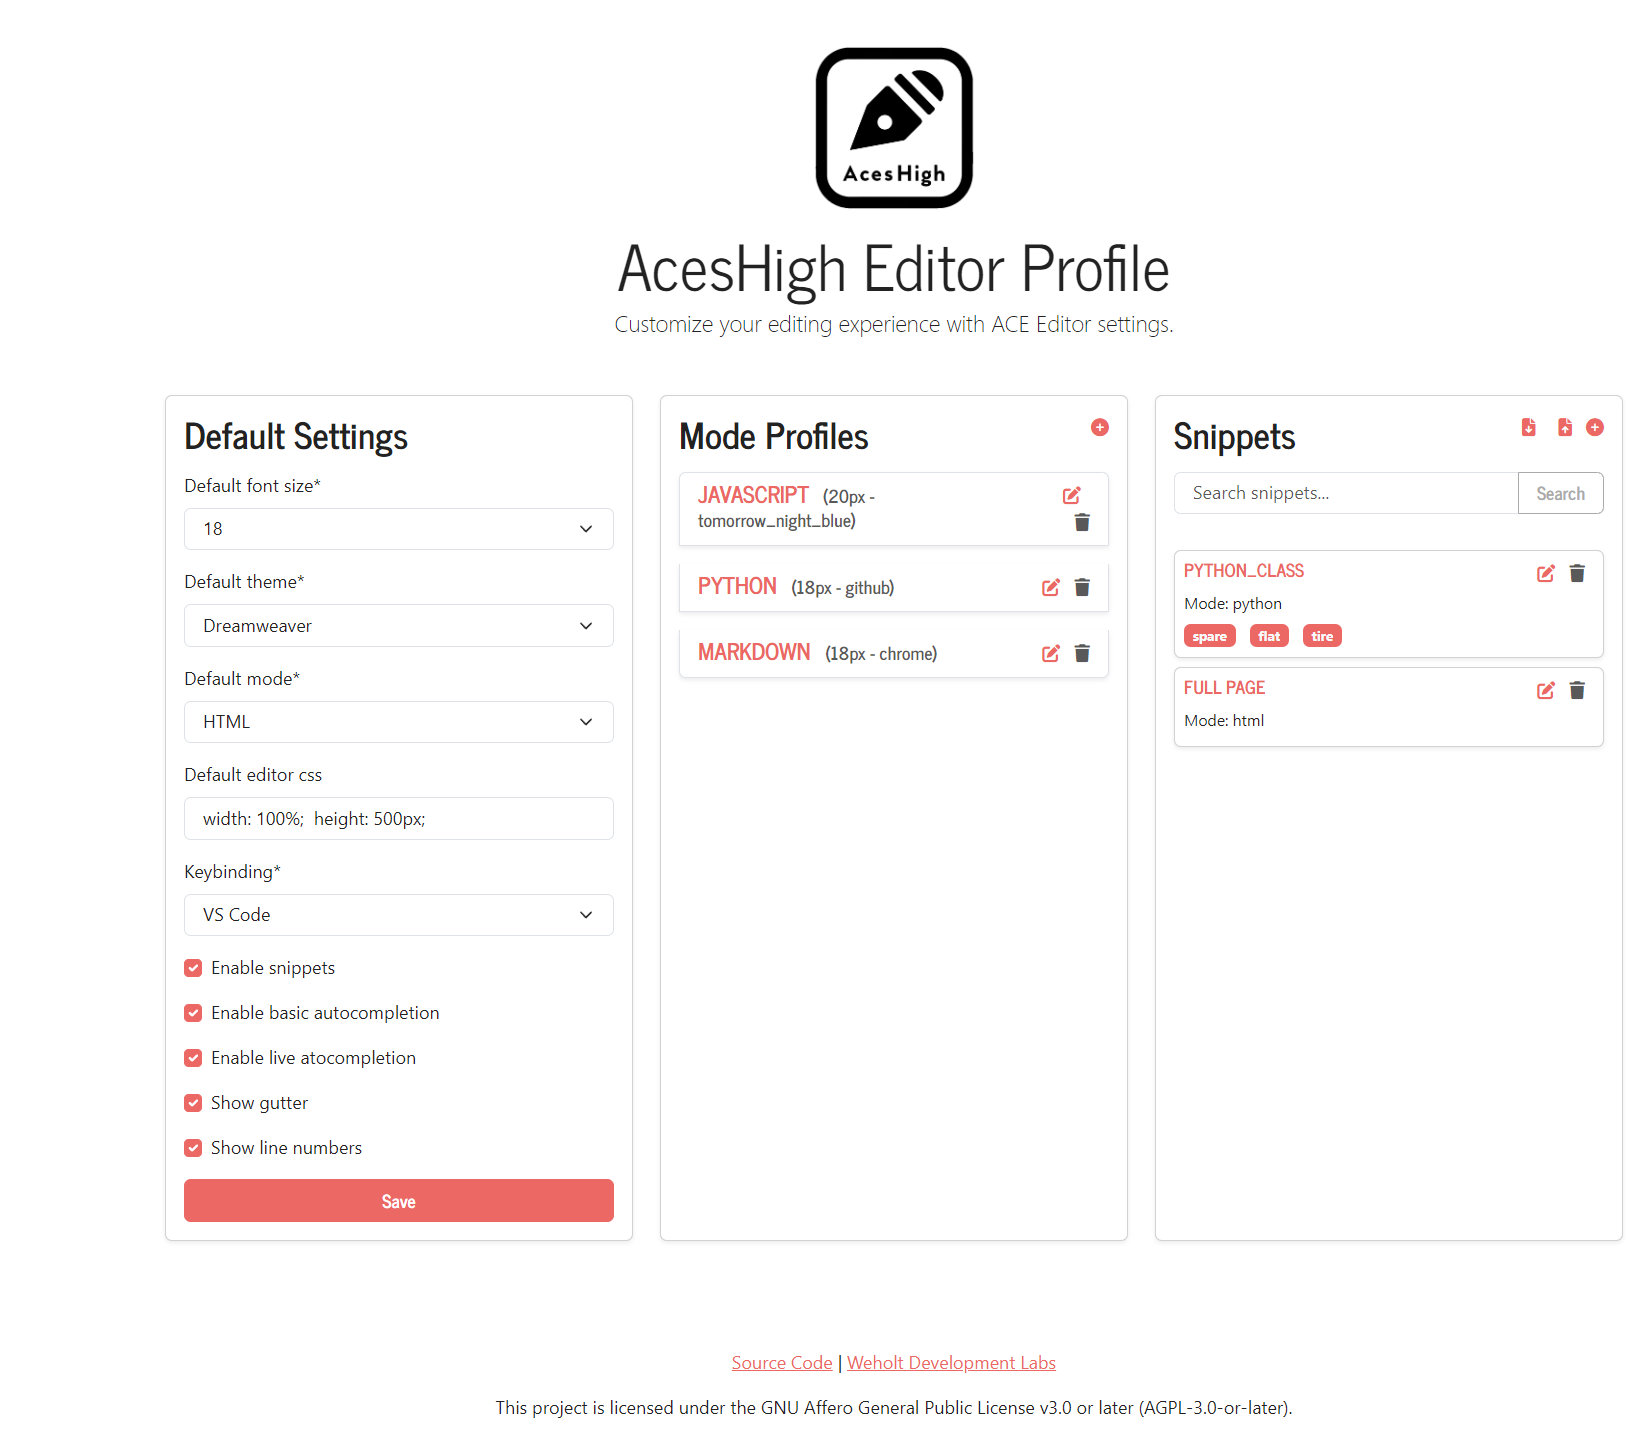 AcesHigh
AcesHigh Editor Profile
Customize your editing experience with ACE Editor settings.
Default Settings
Default font size*
18
Default theme*
Dreamweaver
Default mode*
HTML
Default editor css
width: 100%;  height: 500px;
Keybinding*
VS Code
Enable snippets
Enable basic autocompletion
Enable live atocompletion
Show gutter
Show line numbers
Save
Mode Profiles
JAVASCRIPT (20px -
tomorrow_night_blue)
PYTHON (18px - github)
MARKDOWN (18px - chrome)
Snippets
Search snippets... Search
PYTHON_CLASS
Mode: python
spare flat tire
FULL PAGE
Mode: html
Source Code | Weholt Development Labs
This project is licensed under the GNU Affero General Public License v3.0 or later (AGPL-3.0-or-later).